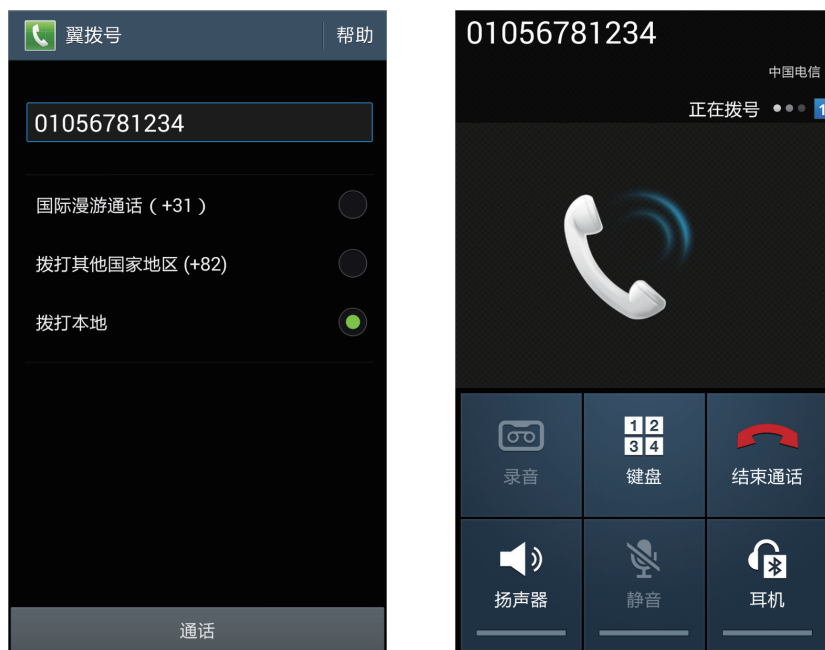 翼拨号 帮助
01056781234
国际漫游通话 ( +31 )
拨打其他国家地区 (+82)
拨打本地
通话
01056781234
中国电信
正在拨号 1
1 2
3 4
录音 键盘 结束通话
扬声器 静音 耳机